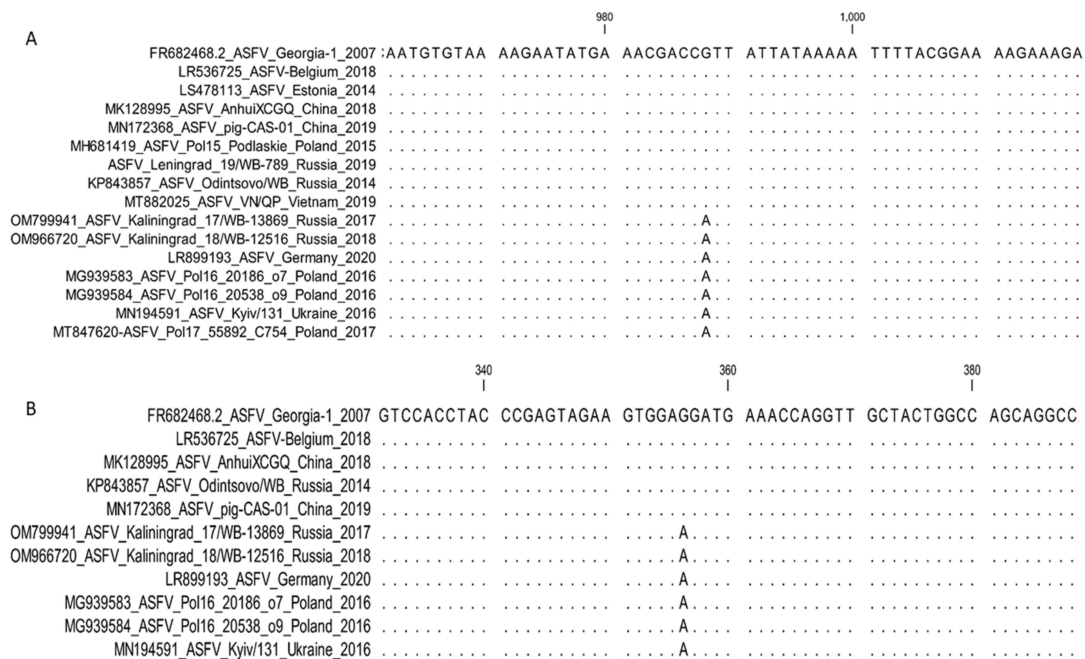 980 1,000
A
FR682468.2_ASFV_Georgia-1_2007 :AATGTGTAA AAGAATATGA AACGACCGTT ATTATAAAAA TTTTACGGAA AAGAAAGA
LR536725_ASFV-Belgium_2018 .......... .......... .......... .......... .......... ........
LS478113_ASFV_Estonia_2014 .......... .......... .......... .......... .......... ........
MK128995_ASFV_AnhuiXCGQ_China_2018 .......... .......... .......... .......... .......... ........
MN172368_ASFV_pig-CAS-01_China_2019 .......... .......... .......... .......... .......... ........
MH681419_ASFV_Pol15_Podlaskie_Poland_2015 .......... .......... .......... .......... .......... ........
ASFV_Leningrad_19/WB-789_Russia_2019 .......... .......... .......... .......... .......... ........
KP843857_ASFV_Odintsovo/WB_Russia_2014 .......... .......... .......... .......... .......... ........
MT882025_ASFV_VN/QP_Vietnam_2019 .......... .......... .......... .......... .......... ........
OM799941_ASFV_Kaliningrad_17/WB-13869_Russia_2017 .......... .......... .......A.. .......... .......... ........
OM966720_ASFV_Kaliningrad_18/WB-12516_Russia_2018 .......... .......... .......A.. .......... .......... ........
LR899193_ASFV_Germany_2020 .......... .......... .......A.. .......... .......... ........
MG939583_ASFV_Pol16_20186_o7_Poland_2016 .......... .......... .......A.. .......... .......... ........
MG939584_ASFV_Pol16_20538_o9_Poland_2016 .......... .......... .......A.. .......... .......... ........
MN194591_ASFV_Kyiv/131_Ukraine_2016 .......... .......... .......A.. .......... .......... ........
MT847620-ASFV_Pol17_55892_C754_Poland_2017 .......... .......... .......A.. .......... .......... ........
340 360 380
B
FR682468.2_ASFV_Georgia-1_2007 GTCCACCTAC CCGAGTAGAA GTGGAGGATG AAACCAGGTT GCTACTGGCC AGCAGGCC
LR536725_ASFV-Belgium_2018 .......... .......... .......... .......... .......... ........
MK128995_ASFV_AnhuiXCGQ_China_2018 .......... .......... .......... .......... .......... ........
KP843857_ASFV_Odintsovo/WB_Russia_2014 .......... .......... .......... .......... .......... ........
MN172368_ASFV_pig-CAS-01_China_2019 .......... .......... .......... .......... .......... ........
OM799941_ASFV_Kaliningrad_17/WB-13869_Russia_2017 .......... .......... .....A.... .......... .......... ........
OM966720_ASFV_Kaliningrad_18/WB-12516_Russia_2018 .......... .......... .....A.... .......... .......... ........
LR899193_ASFV_Germany_2020 .......... .......... .....A.... .......... .......... ........
MG939583_ASFV_Pol16_20186_o7_Poland_2016 .......... .......... .....A.... .......... .......... ........
MG939584_ASFV_Pol16_20538_o9_Poland_2016 .......... .......... .....A.... .......... .......... ........
MN194591_ASFV_Kyiv/131_Ukraine_2016 .......... .......... .....A.... .......... .......... ........